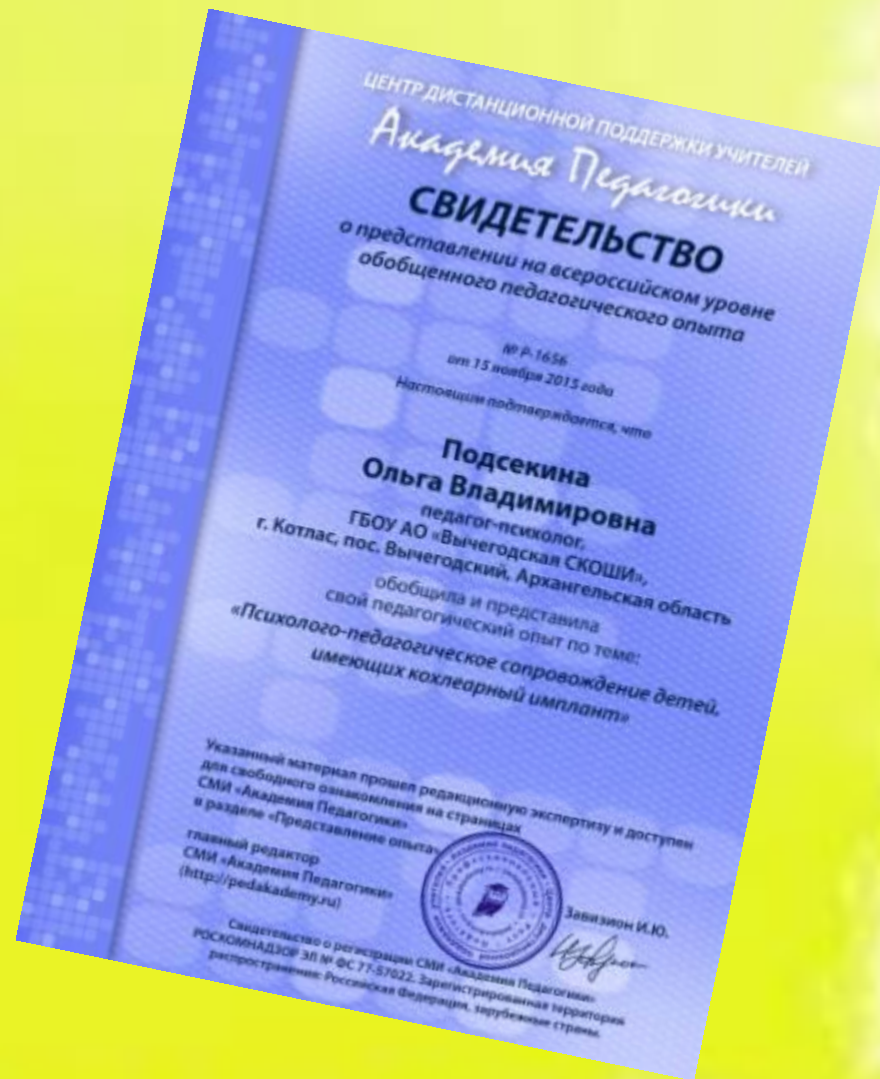 ЦЕНТР ДИСТАНЦИОННОЙ ПОДДЕРЖКИ УЧИТЕЛЕЙ
Академия Педагогики
СВИДЕТЕЛЬСТВО
о представлении на всероссийском уровне
обобщенного педагогического опыта
№ Р-1656
от 15 ноября 2015 года
Настоящим подтверждается, что
Подсекина
Ольга Владимировна
педагог-психолог,
ГБОУ АО «Вычегодская СКОШИ»,
г. Котлас, пос. Вычегодский, Архангельская область
обобщила и представила
свой педагогический опыт по теме:
«Психолого-педагогическое сопровождение детей,
имеющих кохлеарный имплант»
Указанный материал прошел редакционную экспертизу и доступен
для свободного ознакомления на страницах
СМИ «Академия Педагогики»
в разделе «Представление опыта»
главный редактор
СМИ «Академия Педагогики»
(http://pedakademy.ru)
Завизион И.Ю.
Свидетельство о регистрации СМИ «Академия Педагогики»
РОСКОМНАДЗОР ЭЛ № ФС 77-57022. Зарегистрированная территория
распространения: Российская Федерация, зарубежные страны.